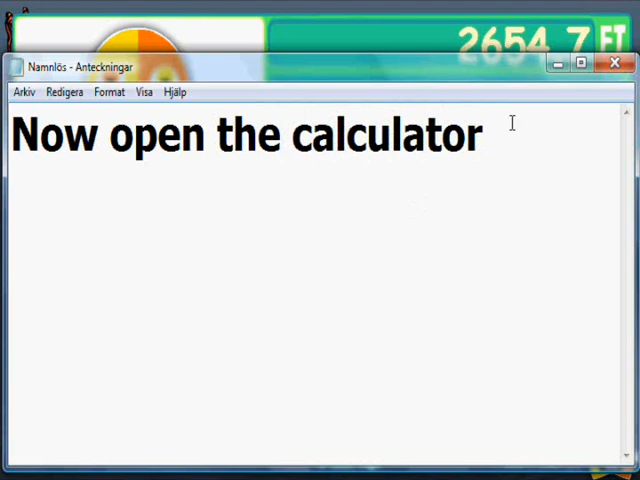 2654.7 FT
Namnlös - Anteckningar
Arkiv Redigera Format Visa Hjälp
Now open the calculator